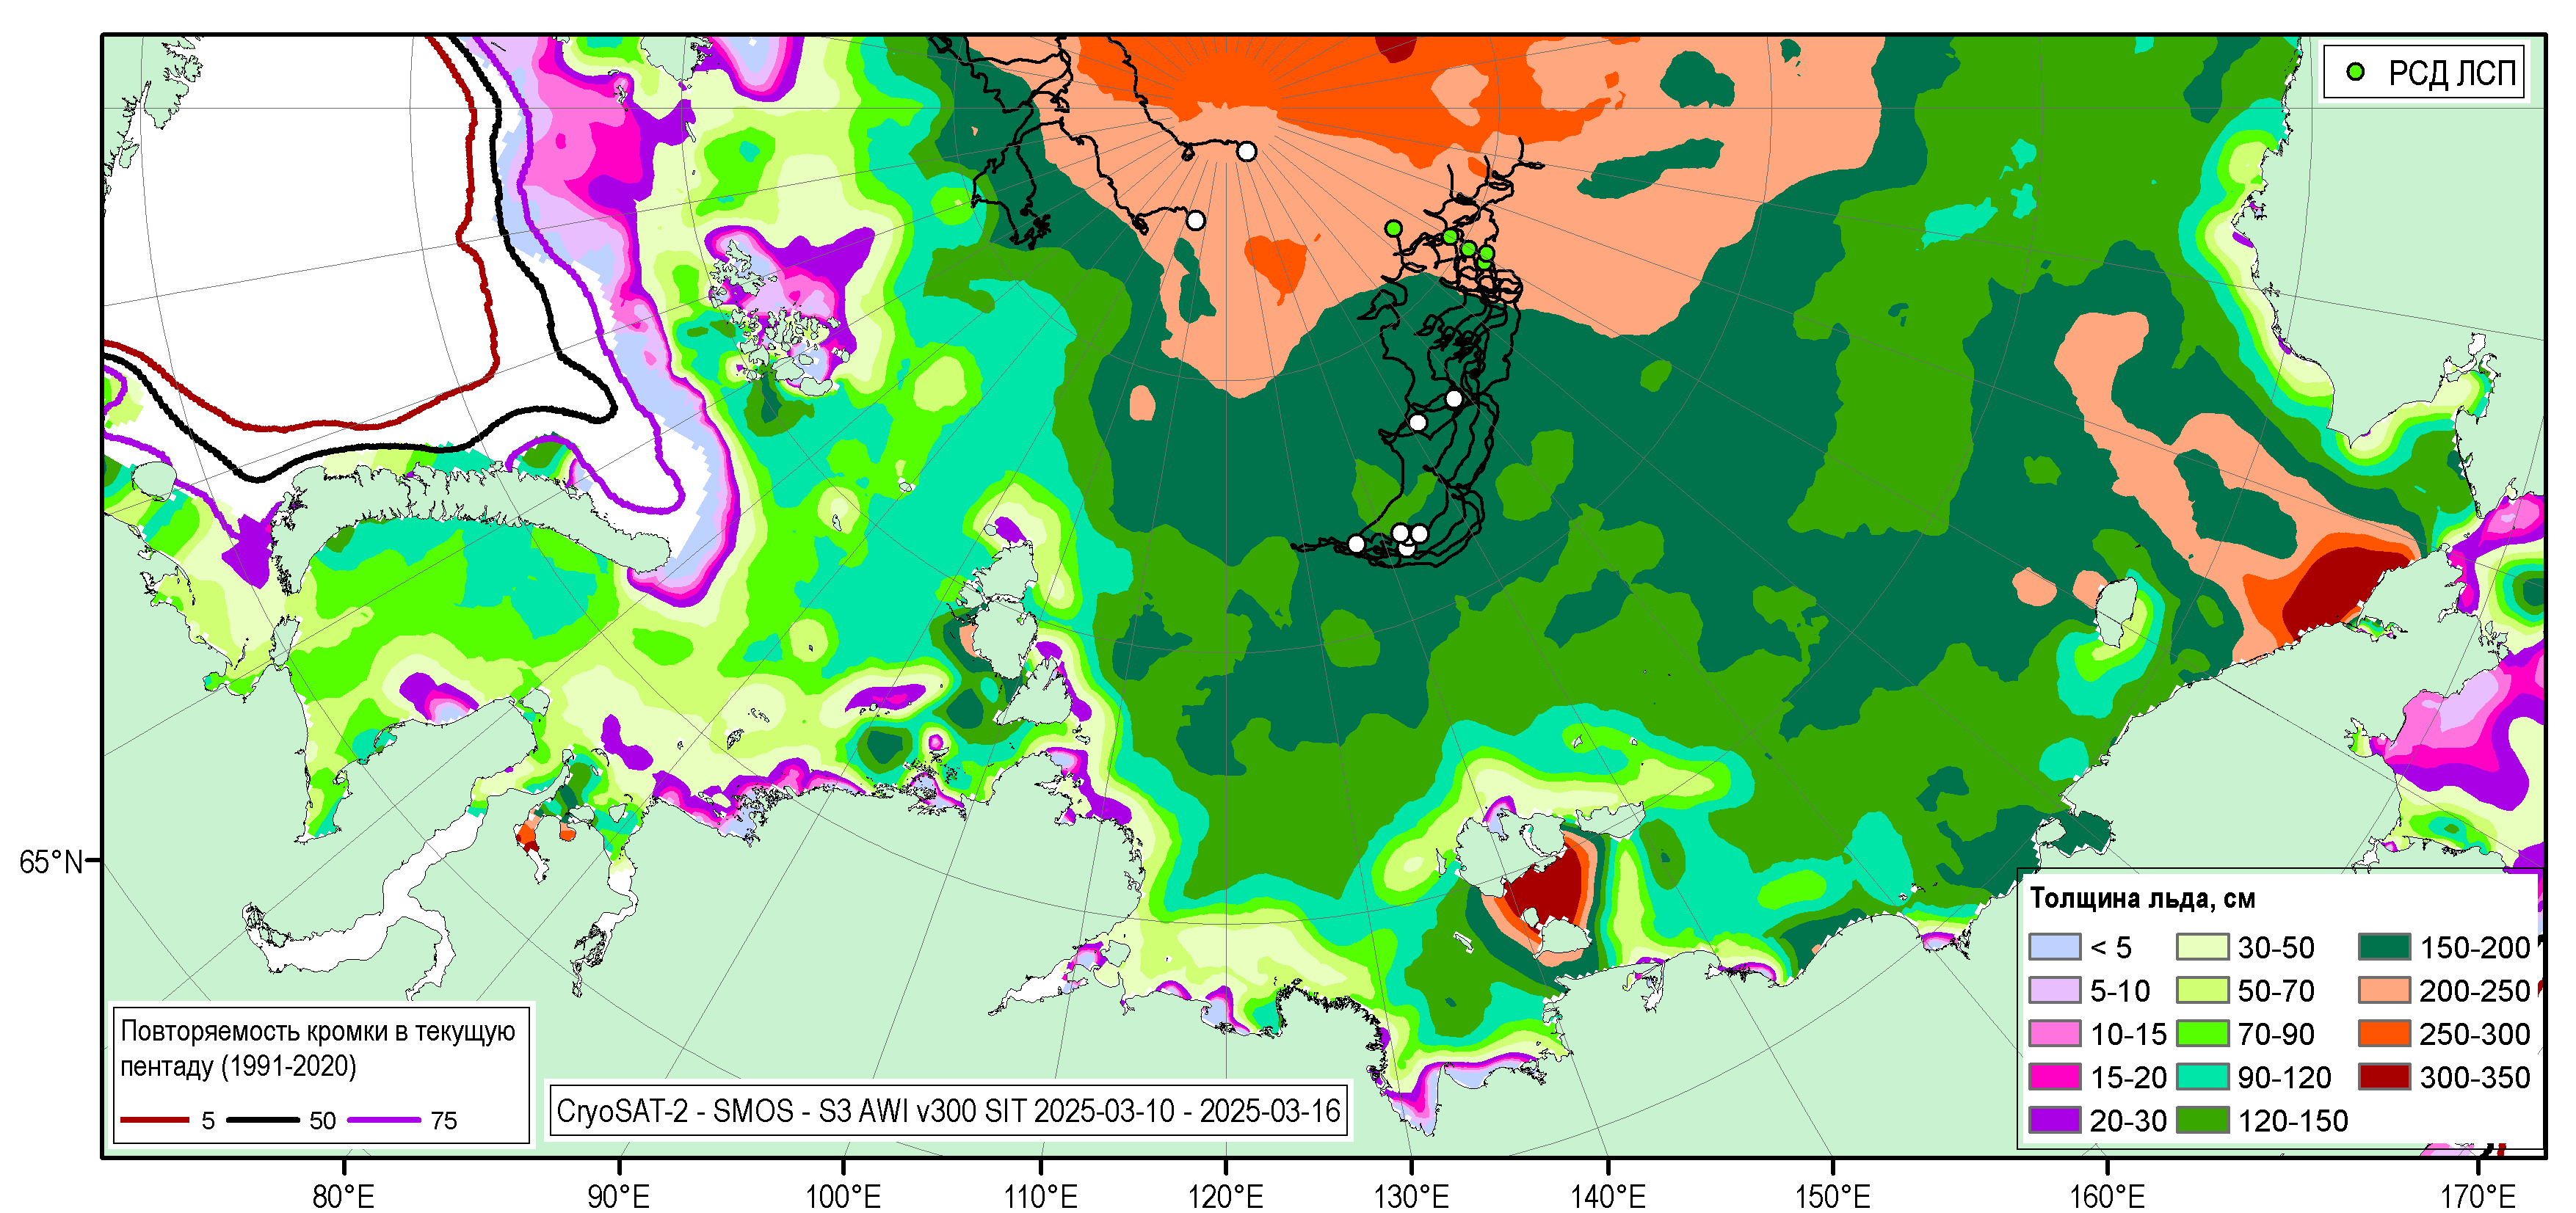 РСД ЛСП
65°N
Толщина льда, см
< 5 30-50 150-200
5-10 50-70 200-250
10-15 70-90 250-300
15-20 90-120 300-350
20-30 120-150
Повторяемость кромки в текущую
пентаду (1991-2020)
5 50 75
CryoSAT-2 - SMOS - S3 AWI v300 SIT 2025-03-10 - 2025-03-16
80°E 90°E 100°E 110°E 120°E 130°E 140°E 150°E 160°E 170°E